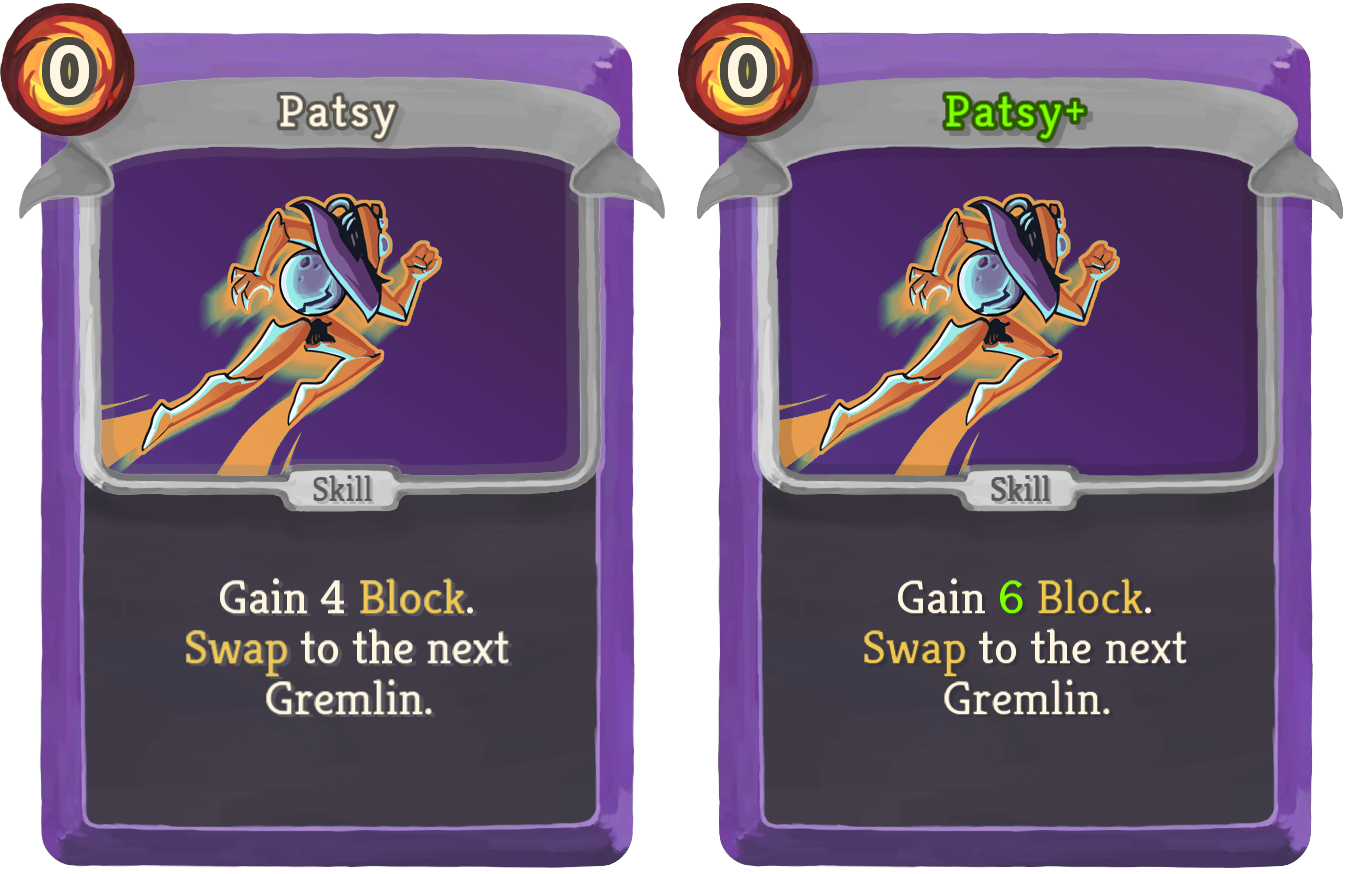 0
Patsy
Skill
Gain 4 Block.
Swap to the next
Gremlin.
0
Patsy+
Skill
Gain 6 Block.
Swap to the next
Gremlin.